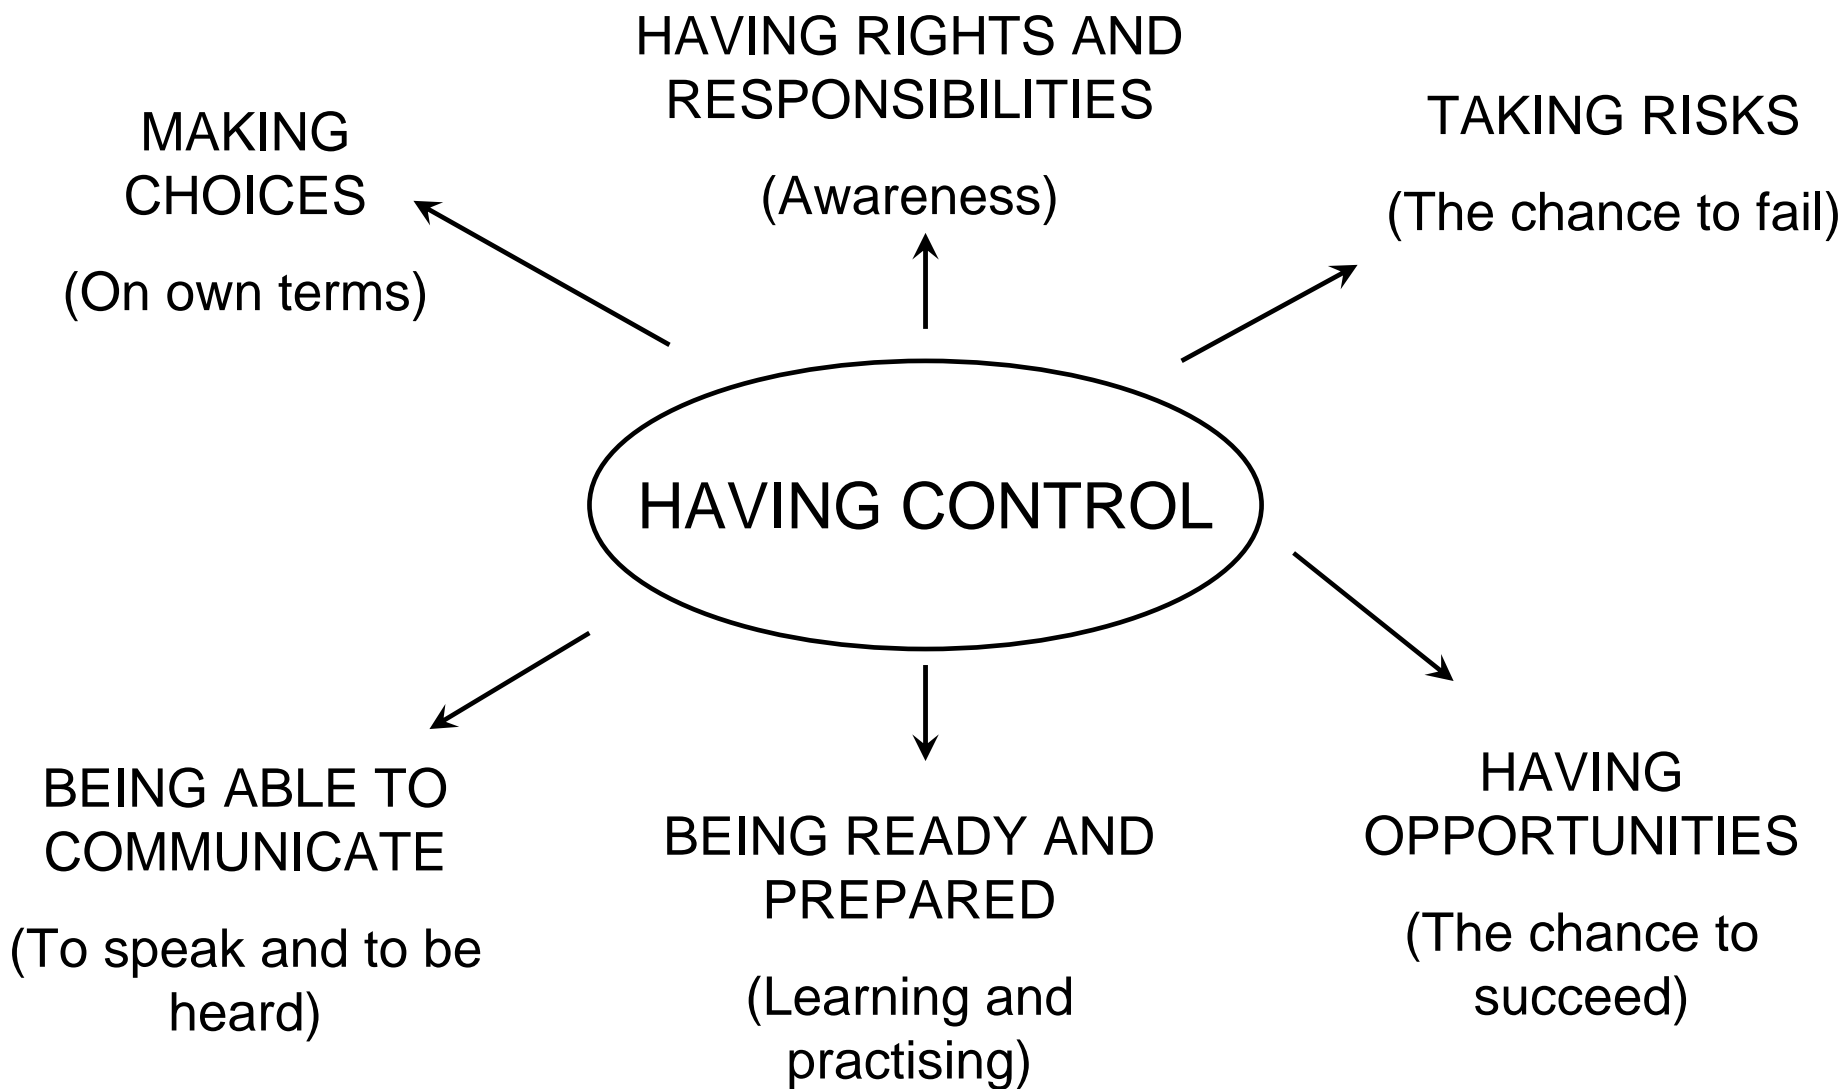 HAVING RIGHTS AND
RESPONSIBILITIES
(Awareness)
MAKING
CHOICES
(On own terms)
TAKING RISKS
(The chance to fail)
HAVING CONTROL
BEING ABLE TO
COMMUNICATE
(To speak and to be
heard)
BEING READY AND
PREPARED
(Learning and
practising)
HAVING
OPPORTUNITIES
(The chance to
succeed)